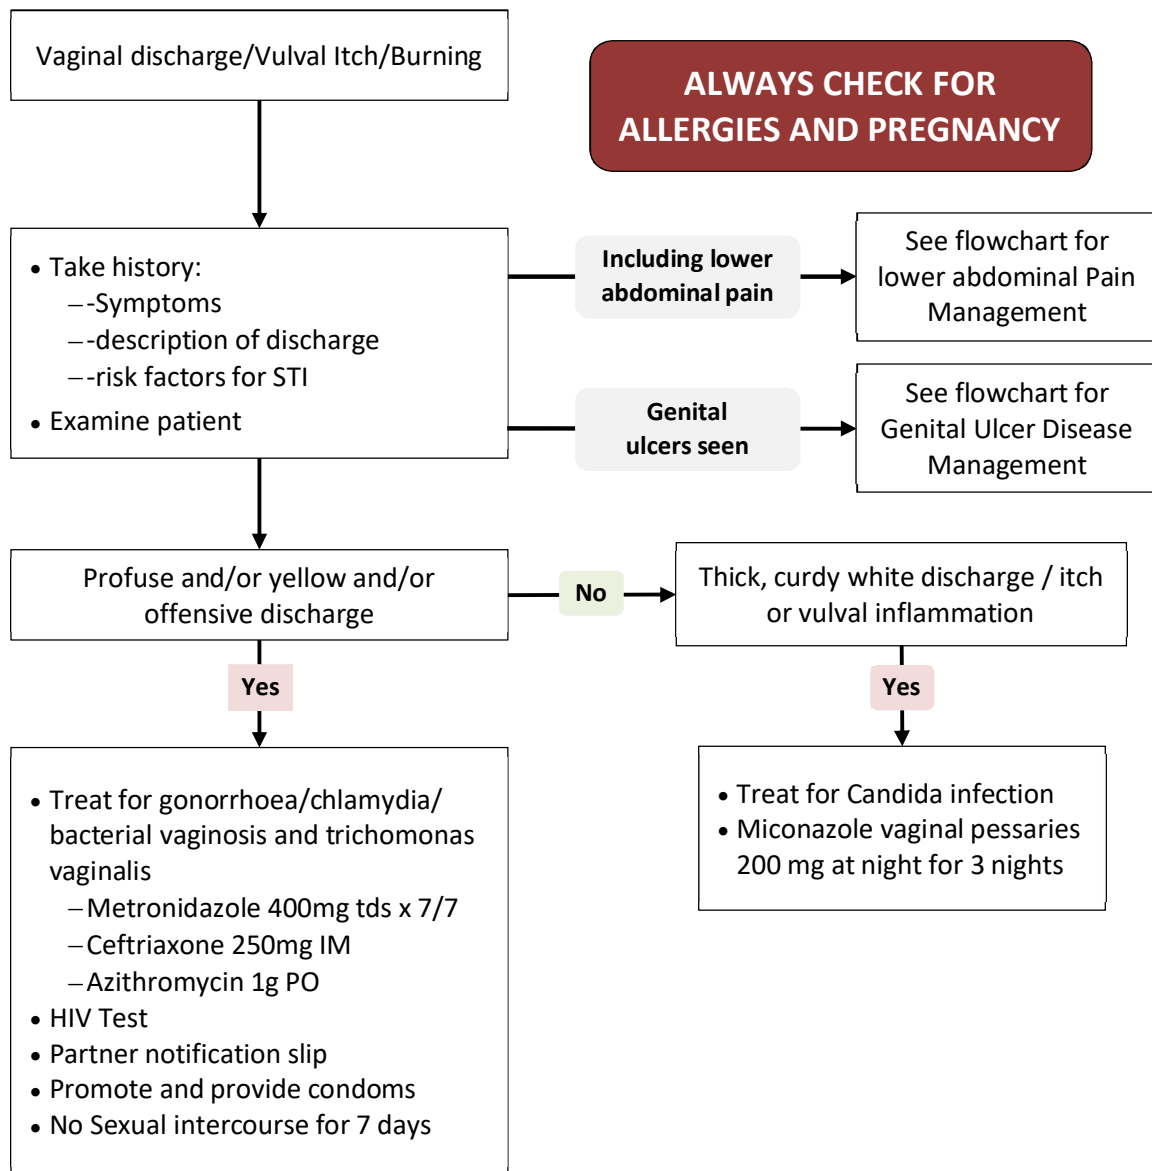 Vaginal discharge/Vulval Itch/Burning
ALWAYS CHECK FOR
ALLERGIES AND PREGNANCY
• Take history:
–-Symptoms
–-description of discharge
–-risk factors for STI
• Examine patient
Including lower
abdominal pain
See flowchart for
lower abdominal Pain
Management
Genital
ulcers seen
See flowchart for
Genital Ulcer Disease
Management
Profuse and/or yellow and/or
offensive discharge
No
Thick, curdy white discharge / itch
or vulval inflammation
Yes
Yes
• Treat for gonorrhoea/chlamydia/
bacterial vaginosis and trichomonas
vaginalis
–Metronidazole 400mg tds x 7/7
–Ceftriaxone 250mg IM
–Azithromycin 1g PO
• HIV Test
• Partner notification slip
• Promote and provide condoms
• No Sexual intercourse for 7 days
• Treat for Candida infection
• Miconazole vaginal pessaries
200 mg at night for 3 nights